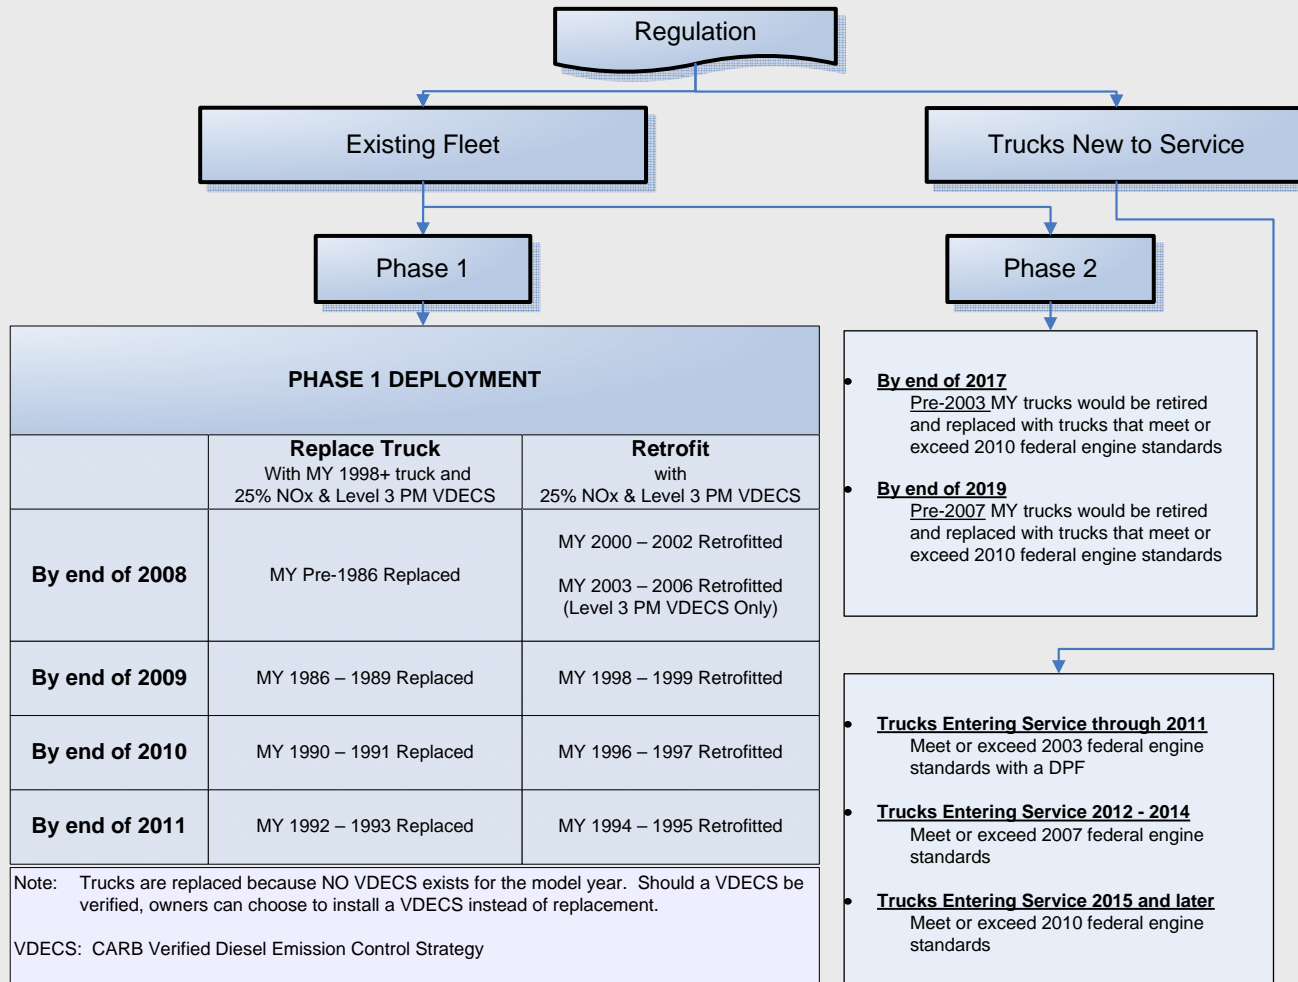 Regulation
Existing Fleet
Trucks New to Service
Phase 1
Phase 2
PHASE 1 DEPLOYMENT
Replace Truck
With MY 1998+ truck and
25% NOx & Level 3 PM VDECS
Retrofit
with
25% NOx & Level 3 PM VDECS
By end of 2008
MY Pre-1986 Replaced
MY 2000 – 2002 Retrofitted
MY 2003 – 2006 Retrofitted
(Level 3 PM VDECS Only)
By end of 2009
MY 1986 – 1989 Replaced
MY 1998 – 1999 Retrofitted
By end of 2010
MY 1990 – 1991 Replaced
MY 1996 – 1997 Retrofitted
By end of 2011
MY 1992 – 1993 Replaced
MY 1994 – 1995 Retrofitted
Note: Trucks are replaced because NO VDECS exists for the model year. Should a VDECS be
verified, owners can choose to install a VDECS instead of replacement.
VDECS: CARB Verified Diesel Emission Control Strategy
• By end of 2017
Pre-2003 MY trucks would be retired
and replaced with trucks that meet or
exceed 2010 federal engine standards
• By end of 2019
Pre-2007 MY trucks would be retired
and replaced with trucks that meet or
exceed 2010 federal engine standards
• Trucks Entering Service through 2011
Meet or exceed 2003 federal engine
standards with a DPF
• Trucks Entering Service 2012 - 2014
Meet or exceed 2007 federal engine
standards
• Trucks Entering Service 2015 and later
Meet or exceed 2010 federal engine
standards